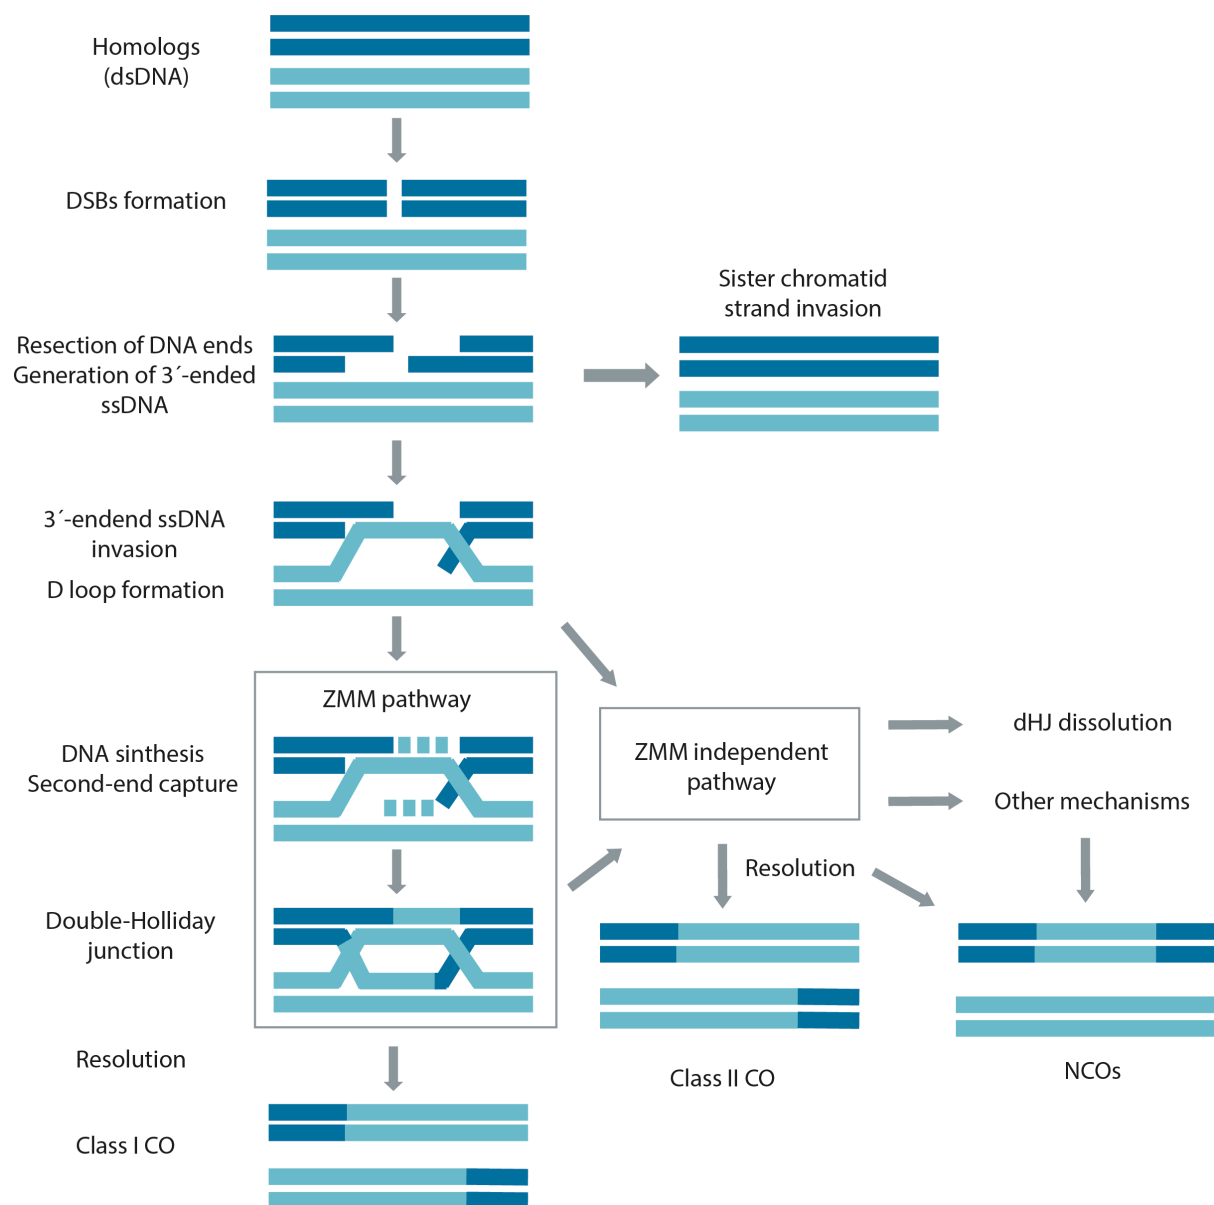 Homologs
(dsDNA)
DSBs formation
Sister chromatid
strand invasion
Resection of DNA ends
Generation of 3´-ended
ssDNA
3´-endend ssDNA
invasion
D loop formation
ZMM pathway
DNA sinthesis
Second-end capture
ZMM independent
pathway
dHJ dissolution
Other mechanisms
Resolution
Double-Holliday
junction
Resolution
Class II CO
NCOs
Class I CO